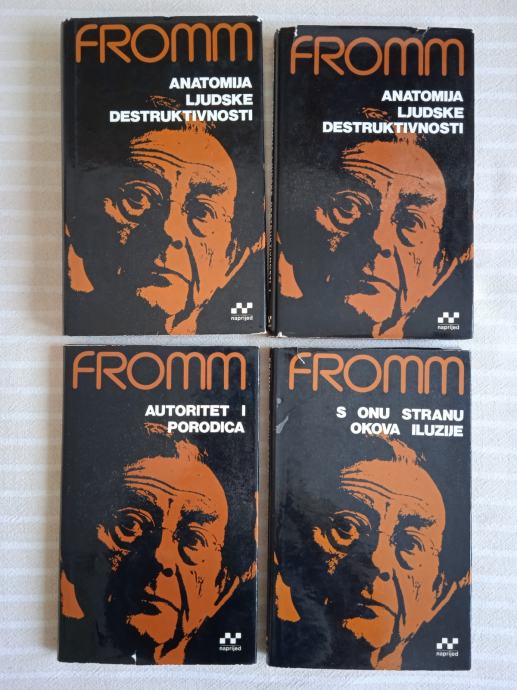 FROMM
ANATOMIJA
LJUDSKE
DESTRUKTIVNOSTI
naprijed
FROMM
ANATOMIJA
LJUDSKE
DESTRUKTIVNOSTI
naprijed
FROMM
AUTORITET I
PORODICA
naprijed
FROMM
S ONU STRANU
OKOVA ILUZIJE
naprijed